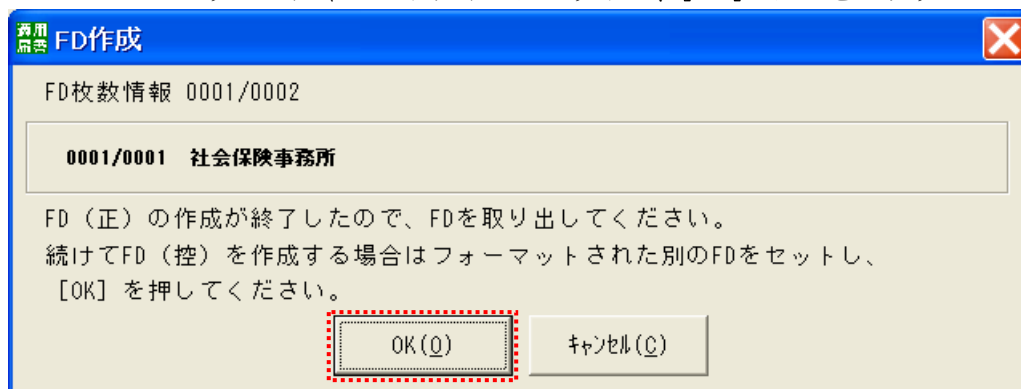 FD作成
FD枚数情報 0001/0002
0001/0001 社会保険事務所
FD（正）の作成が終了したので、FDを取り出してください。
続けてFD（控）を作成する場合はフォーマットされた別のFDをセットし、
［OK］を押してください。
OK(O) ｷｬﾝｾﾙ(C)